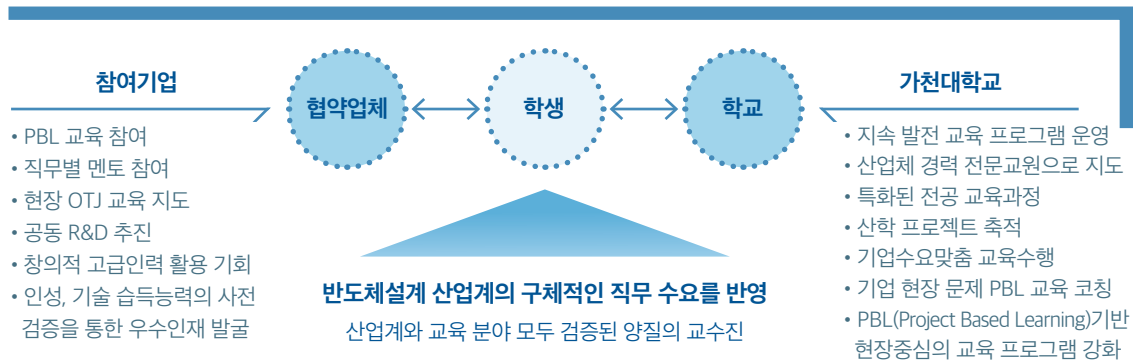 참여기업
• PBL 교육 참여
• 직무별 멘토 참여
• 현장 OTJ 교육 지도
• 공동 R&D 추진
• 창의적 고급인력 활용 기회
• 인성, 기술 습득능력의 사전
검증을 통한 우수인재 발굴
협약업체
학생
학교
반도체설계 산업계의 구체적인 직무 수요를 반영
산업계와 교육 분야 모두 검증된 양질의 교수진
가천대학교
• 지속 발전 교육 프로그램 운영
• 산업체 경력 전문교원으로 지도
• 특화된 전공 교육과정
• 산학 프로젝트 축적
• 기업수요맞춤 교육수행
• 기업 현장 문제 PBL 교육 코칭
• PBL(Project Based Learning)기반
현장중심의 교육 프로그램 강화